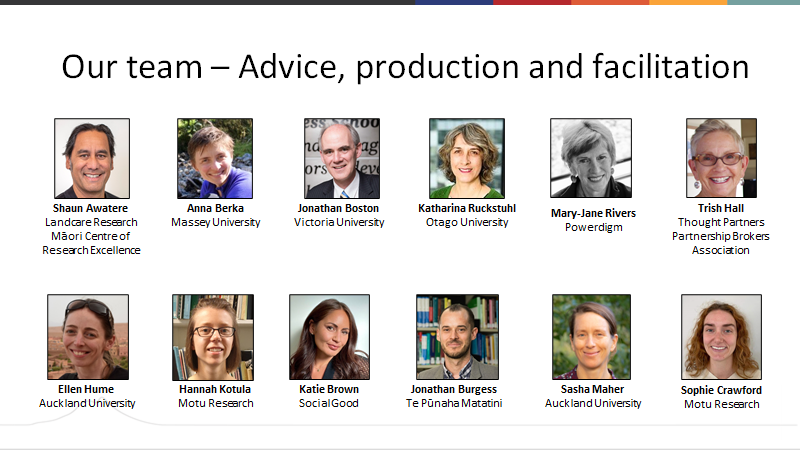 Our team – Advice, production and facilitation
Shaun Awatere
Landcare Research
Māori Centre of
Research Excellence
Anna Berka
Massey University
Jonathan Boston
Victoria University
Katharina Ruckstuhl
Otago University
Mary-Jane Rivers
Powerdigm
Trish Hall
Thought Partners
Partnership Brokers
Association
Ellen Hume
Auckland University
Hannah Kotula
Motu Research
Katie Brown
Social Good
Jonathan Burgess
Te Pūnaha Matatini
Sasha Maher
Auckland University
Sophie Crawford
Motu Research